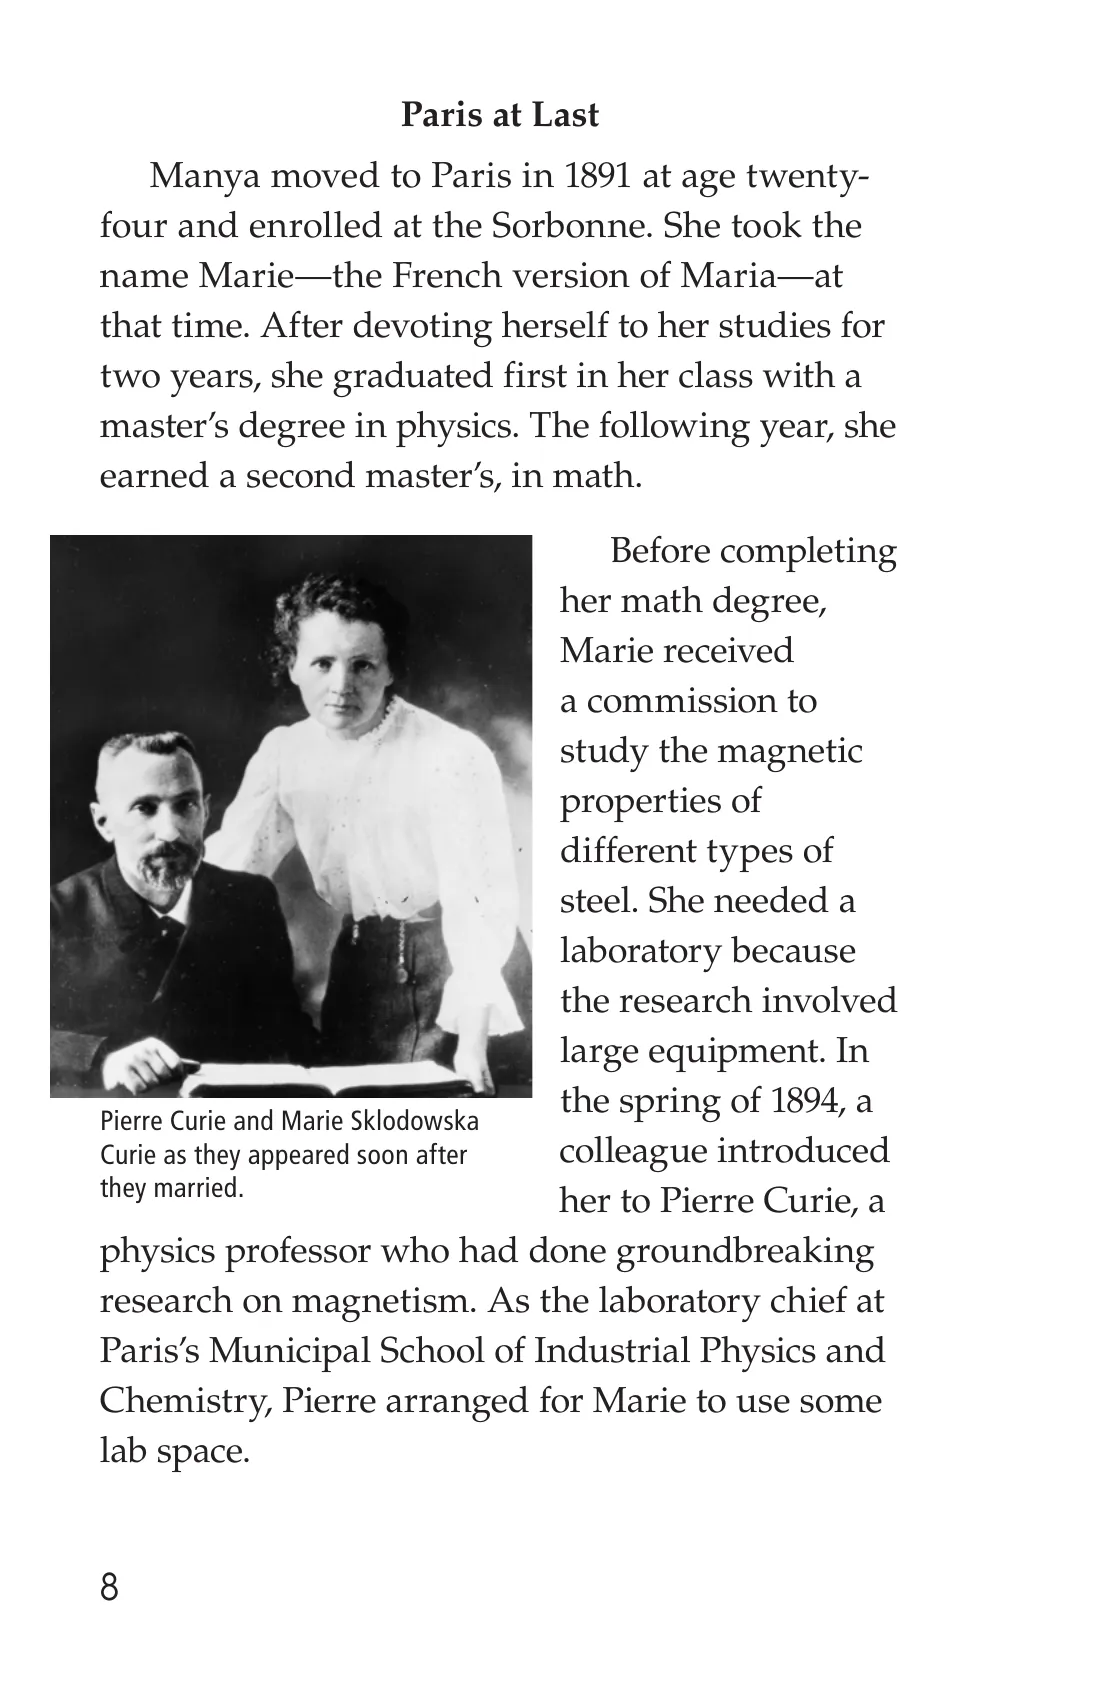 Paris at Last
Manya moved to Paris in 1891 at age twenty-
four and enrolled at the Sorbonne. She took the
name Marie—the French version of Maria—at
that time. After devoting herself to her studies for
two years, she graduated first in her class with a
master’s degree in physics. The following year, she
earned a second master’s, in math.
Before completing
her math degree,
Marie received
a commission to
study the magnetic
properties of
different types of
steel. She needed a
laboratory because
the research involved
large equipment. In
the spring of 1894, a
colleague introduced
her to Pierre Curie, a
physics professor who had done groundbreaking
research on magnetism. As the laboratory chief at
Paris’s Municipal School of Industrial Physics and
Chemistry, Pierre arranged for Marie to use some
lab space.
Pierre Curie and Marie Sklodowska
Curie as they appeared soon after
they married.
8